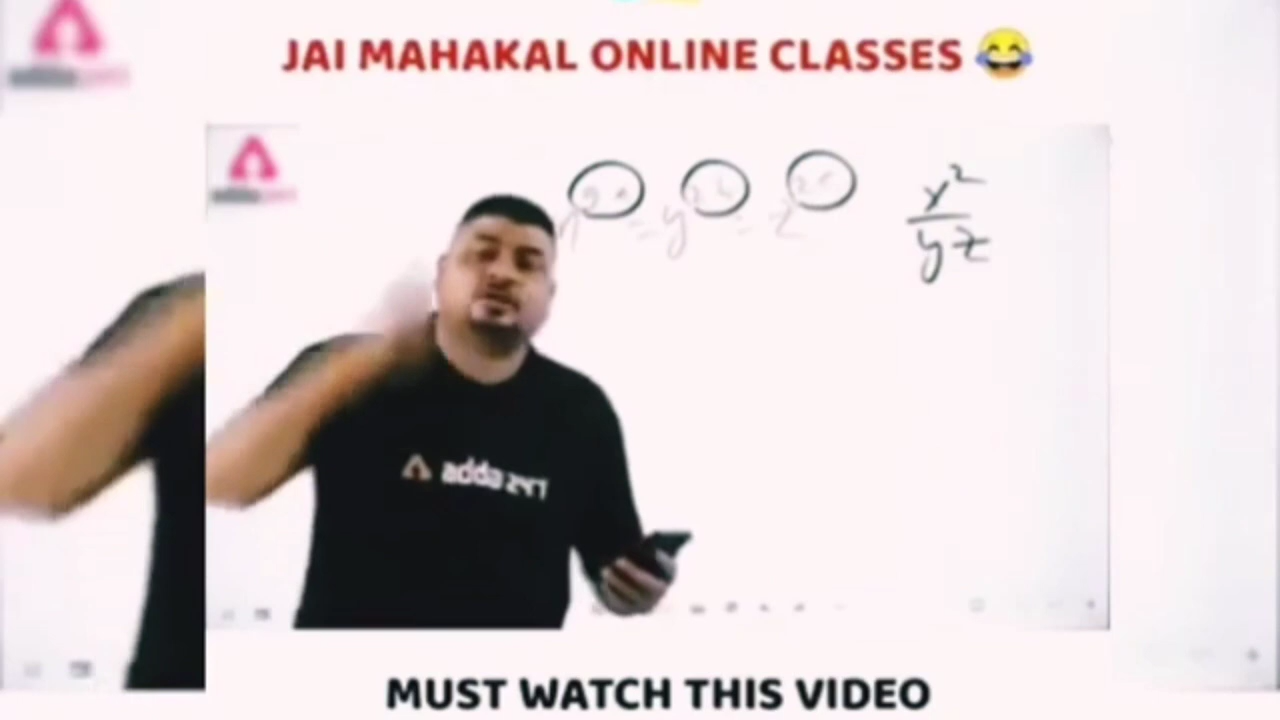 JAI MAHAKAL ONLINE CLASSES 😂
x²
yz
adda 247
MUST WATCH THIS VIDEO